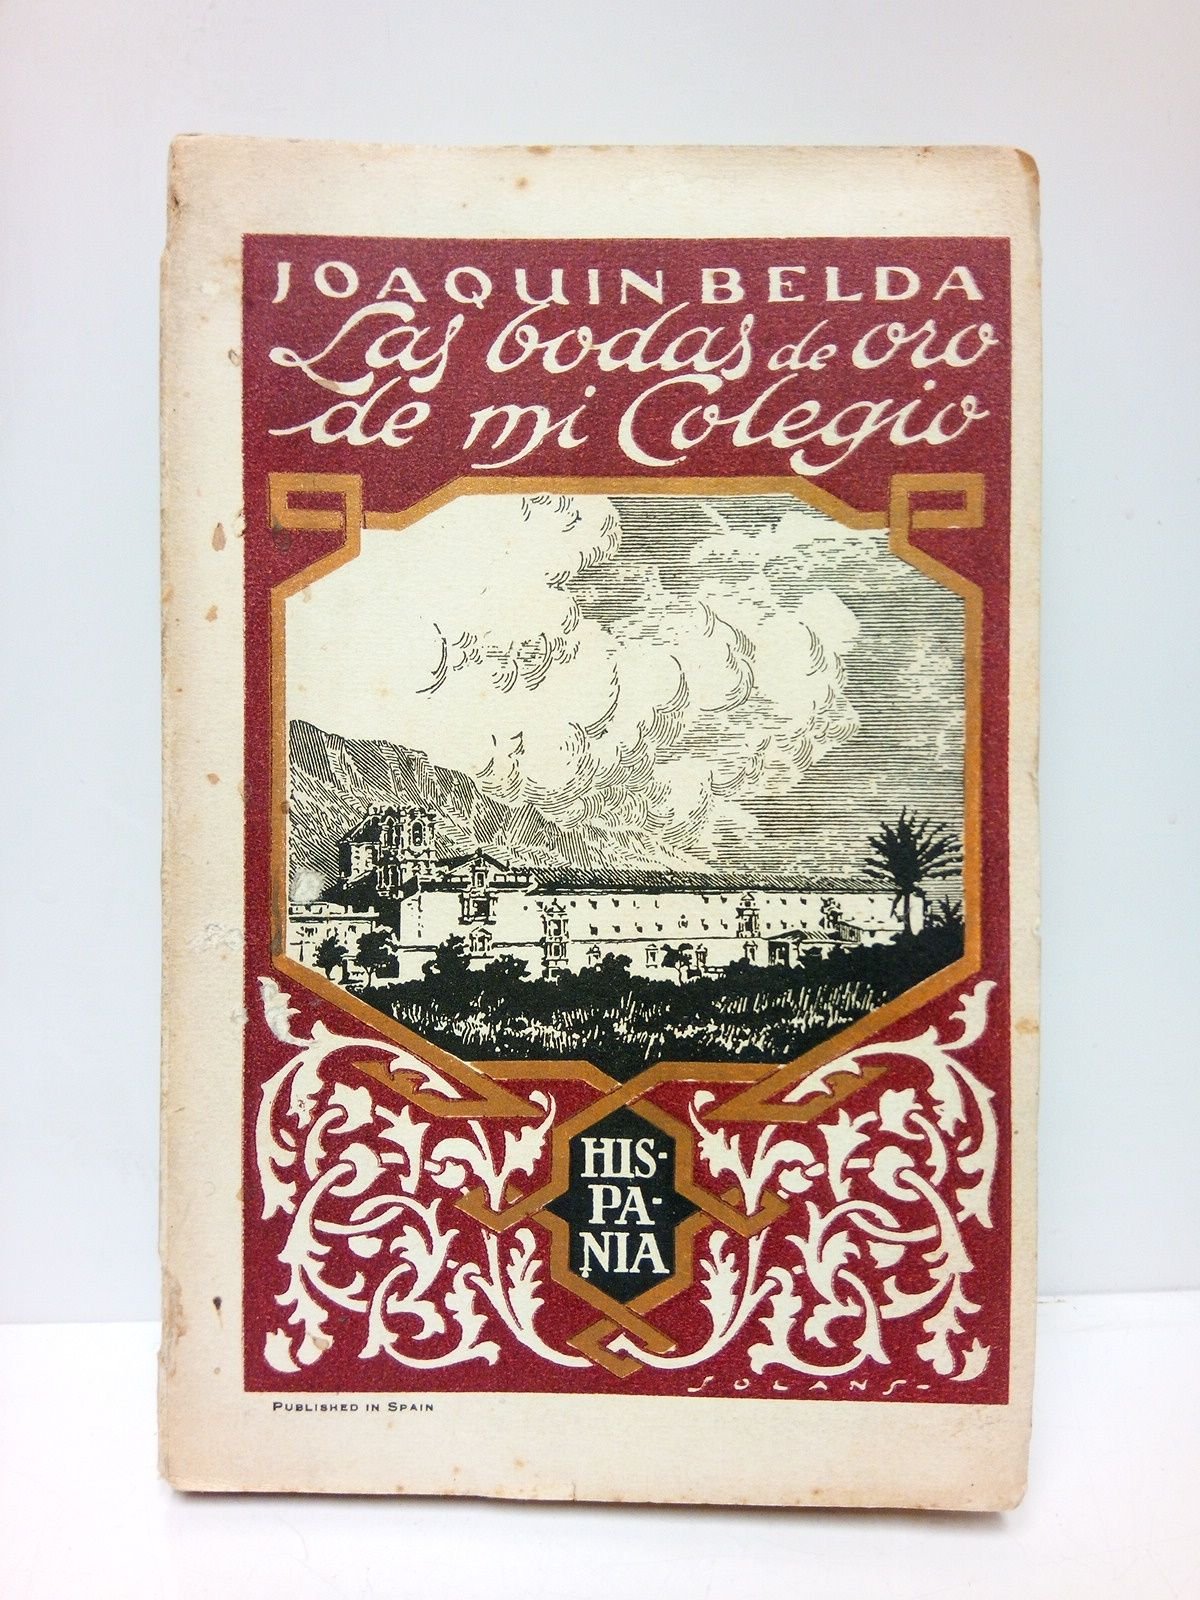 JOAQUIN BELDA
Las bodas de oro
de mi Colegio
HIS-
PA-
NIA
SOLANS-
PUBLISHED IN SPAIN